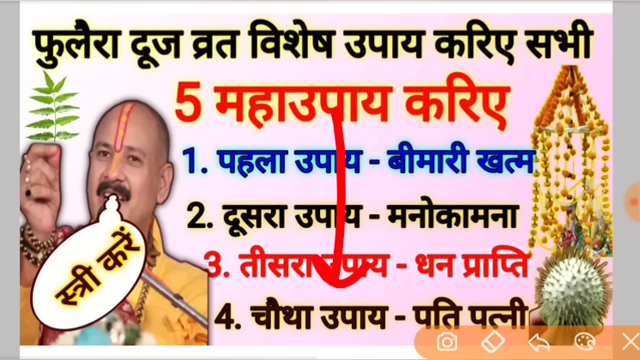 फुलैरा दूज व्रत विशेष उपाय करिए सभी
5 महाउपाय करिए
1. पहला उपाय - बीमारी खत्म
2. दूसरा उपाय - मनोकामना
3. तीसरा उपाय - धन प्राप्ति
4. चौथा उपाय - पति पत्नी
स्त्री करें